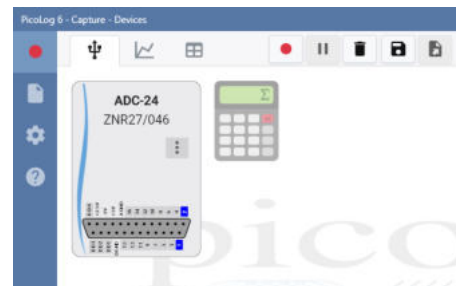 PicoLog 6 - Capture - Devices
ADC-24
ZNR27/046
Σ
pico